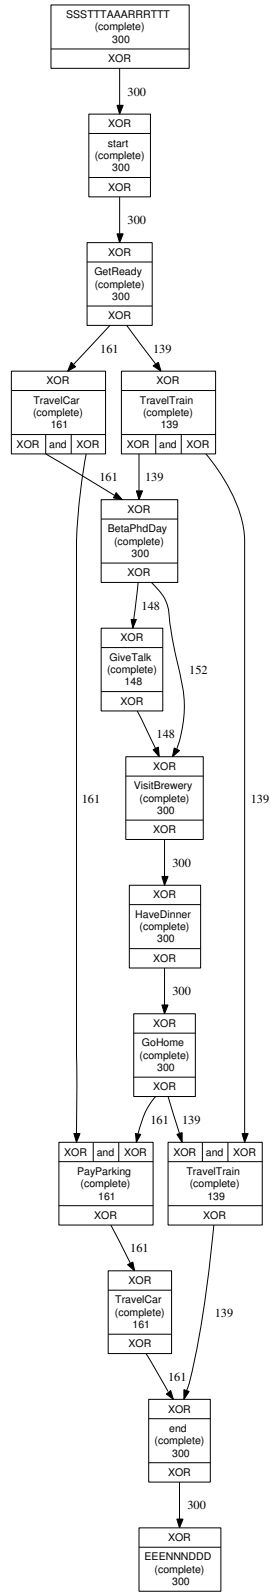 SSSTTTAAARRRTTT
(complete)
300
XOR
300
XOR
start
(complete)
300
XOR
300
XOR
GetReady
(complete)
300
XOR
161 139
XOR XOR
TravelCar TravelTrain
(complete) (complete)
161 139
XOR and XOR XOR and XOR
161 139
XOR
BetaPhdDay
(complete)
300
XOR
148
XOR
GiveTalk 152
(complete)
148
XOR
148
XOR
VisitBrewery
161 (complete) 139
300
XOR
300
XOR
HaveDinner
(complete)
300
XOR
300
XOR
GoHome
(complete)
300
XOR
161 139
XOR and XOR XOR and XOR
PayParking TravelTrain
(complete) (complete)
161 139
XOR XOR
161
XOR
TravelCar
(complete) 139
161
XOR
161
XOR
end
(complete)
300
XOR
300
XOR
EEENNNDDD
(complete)
300